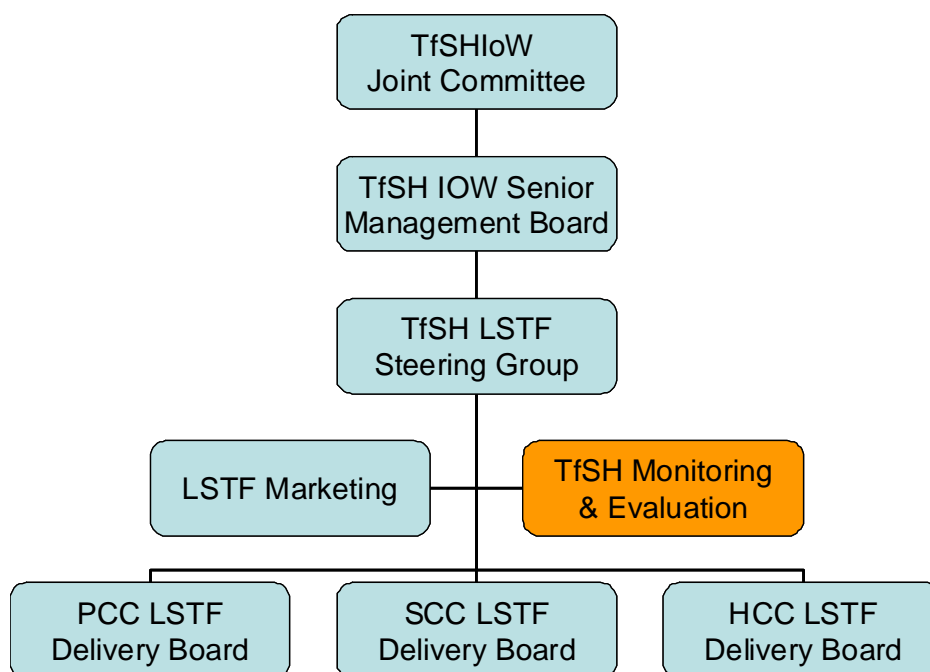 TfSHIoW
Joint Committee
TfSH IOW Senior
Management Board
TfSH LSTF
Steering Group
LSTF Marketing
TfSH Monitoring
& Evaluation
PCC LSTF
Delivery Board
SCC LSTF
Delivery Board
HCC LSTF
Delivery Board